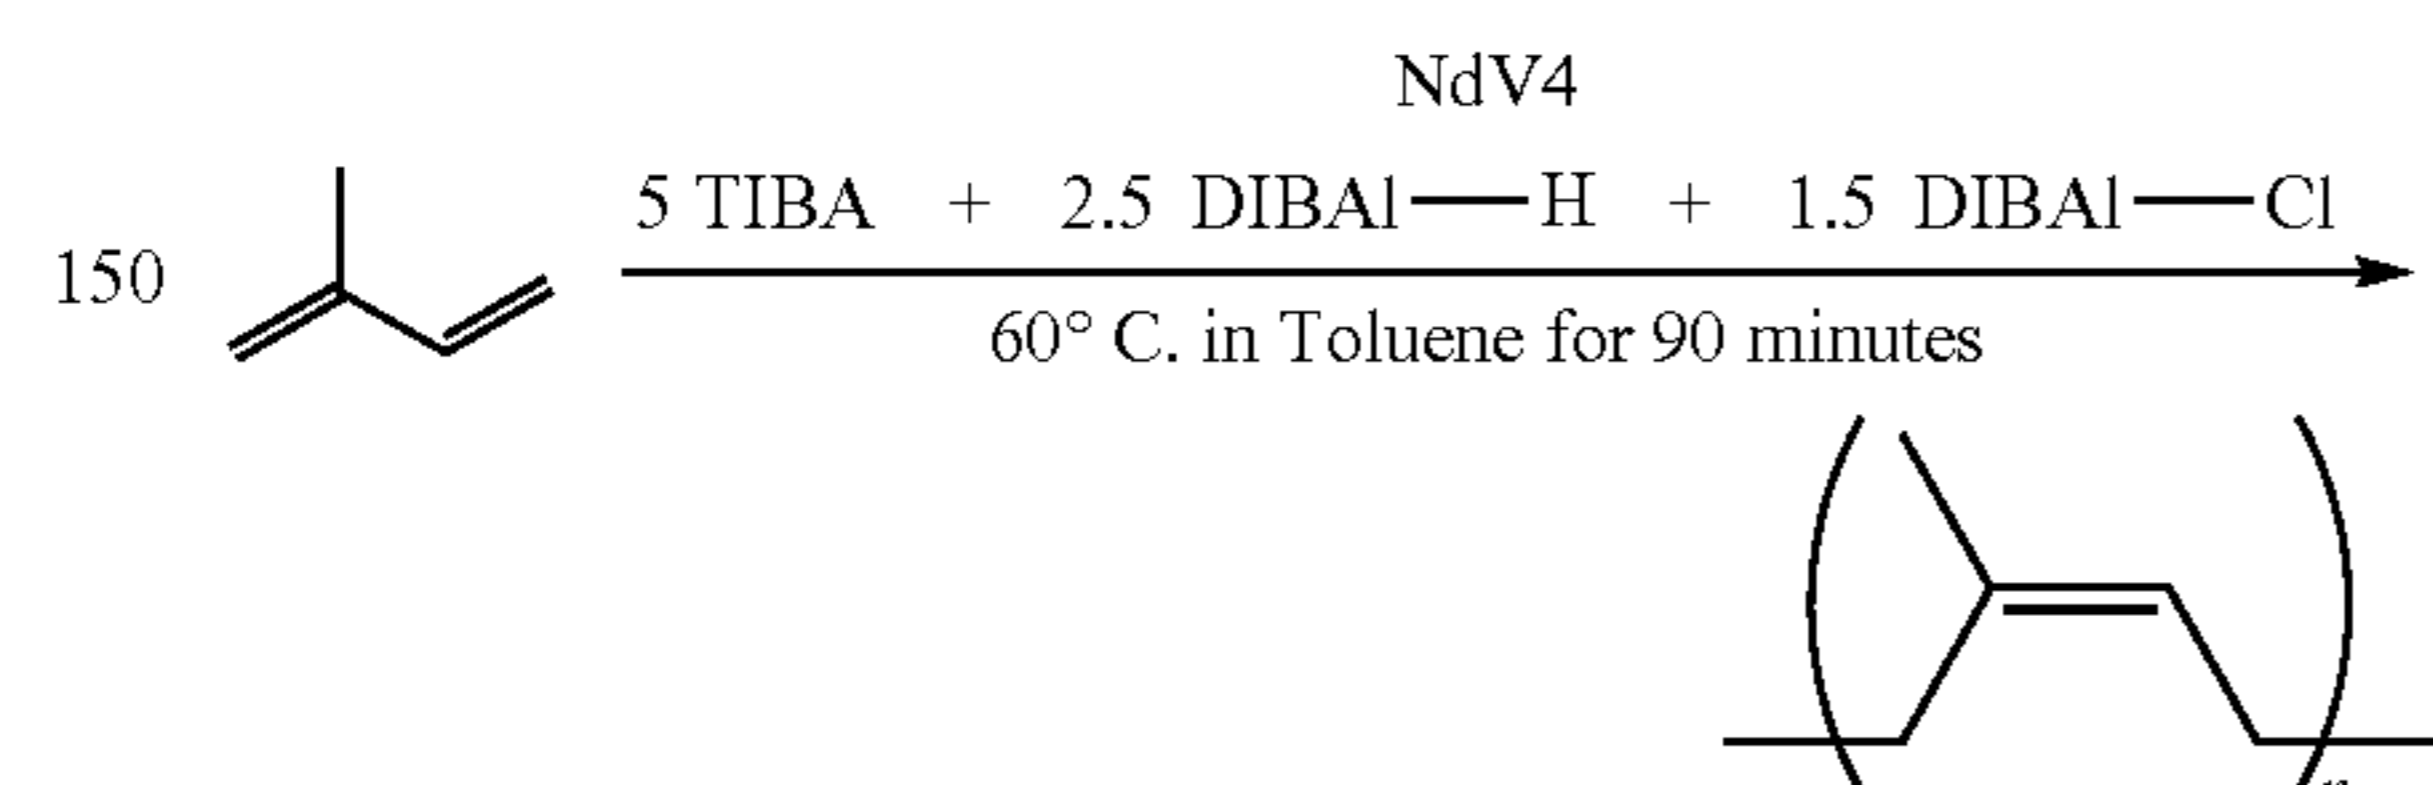 NdV4
5 TIBA + 2.5 DIBAl—H + 1.5 DIBAl—Cl
150
60° C. in Toluene for 90 minutes